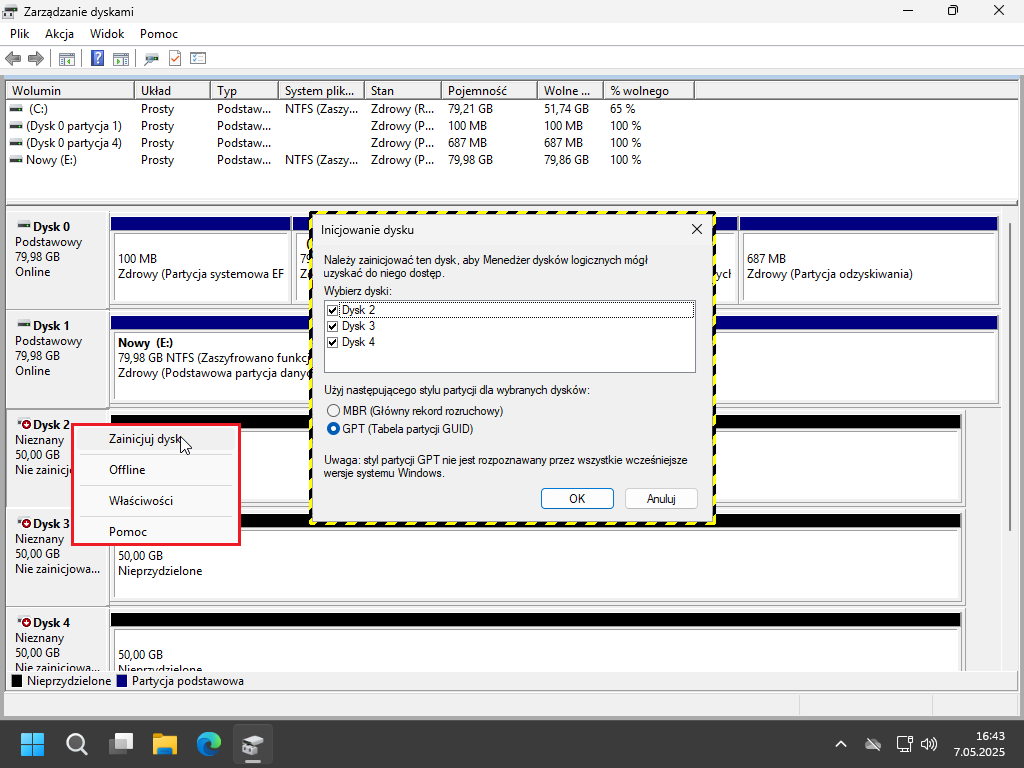 Zarządzanie dyskami
Plik Akcja Widok Pomoc
Wolumin Układ Typ System plik... Stan Pojemność Wolne ... % wolnego
(C:) Prosty Podstaw... NTFS (Zaszy... Zdrowy (R... 79,21 GB 51,74 GB 65 %
(Dysk 0 partycja 1) Prosty Podstaw... Zdrowy (P... 100 MB 100 MB 100 %
(Dysk 0 partycja 4) Prosty Podstaw... Zdrowy (P... 687 MB 687 MB 100 %
Nowy (E:) Prosty Podstaw... NTFS (Zaszy... Zdrowy (P... 79,98 GB 79,86 GB 100 %
Dysk 0
Podstawowy
79,98 GB
Online
100 MB
Zdrowy (Partycja systemowa EF
687 MB
Zdrowy (Partycja odzyskiwania)
Dysk 1
Podstawowy
79,98 GB
Online
Nowy (E:)
79,98 GB NTFS (Zaszyfrowano funkcj
Zdrowy (Podstawowa partycja danyc
Inicjowanie dysku
Należy zainicjować ten dysk, aby Menedżer dysków logicznych mógł
uzyskać do niego dostęp.
Wybierz dyski:
Dysk 2
Dysk 3
Dysk 4
Użyj następującego stylu partycji dla wybranych dysków:
MBR (Główny rekord rozruchowy)
GPT (Tabela partycji GUID)
Uwaga: styl partycji GPT nie jest rozpoznawany przez wszystkie wcześniejsze
wersje systemu Windows.
OK Anuluj
Dysk 2
Nieznany
50,00 GB
Nie zainicj
Zainicjuj dysk
Offline
Właściwości
Pomoc
Dysk 3
Nieznany
50,00 GB
Nie zainicjowa...
50,00 GB
Nieprzydzielone
Dysk 4
Nieznany
50,00 GB
Nie zainicjowa...
50,00 GB
Nieprzydzielone
Nieprzydzielone Partycja podstawowa
16:43
7.05.2025